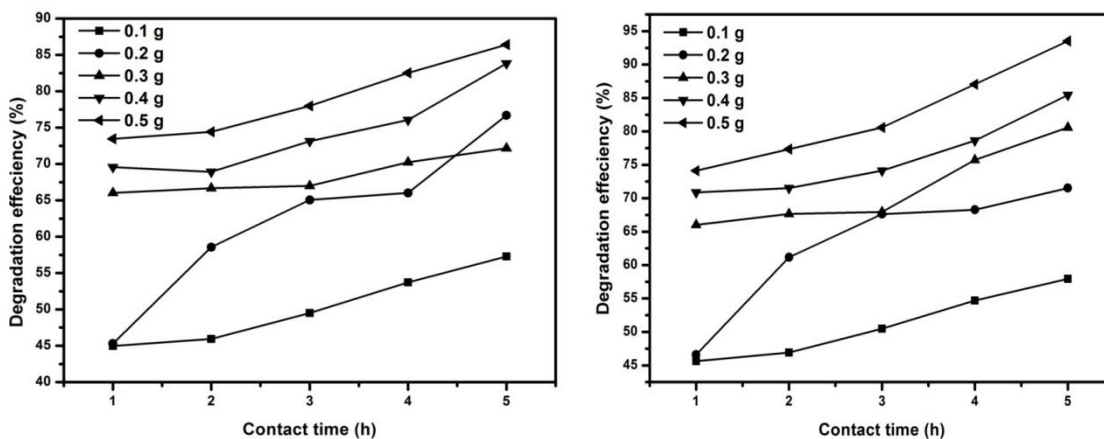 90
85
80
75
70
65
60
55
50
45
40
Degradation effeciency (%)
0.1 g
0.2 g
0.3 g
0.4 g
0.5 g
1 2 3 4 5
Contact time (h)
95
90
85
80
75
70
65
60
55
50
45
Degradation effeciency (%)
0.1 g
0.2 g
0.3 g
0.4 g
0.5 g
1 2 3 4 5
Contact time (h)